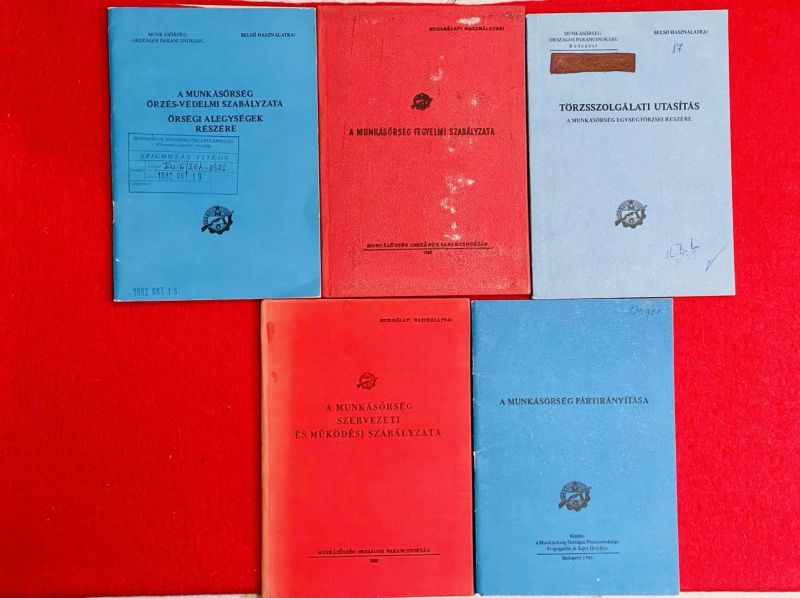 MUNKÁSŐRSÉG
ORSZÁGOS PARANCSNOKSÁG
BELSŐ HASZNÁLATRA!
A MUNKÁSŐRSÉG
ŐRZÉS-VÉDELMI SZABÁLYZATA
ŐRSÉGI ALEGYSÉGEK
RÉSZÉRE
SZIGORÚAN TITKOS
1982 OKT 19
1982 OKT 19.
SZOLGÁLATI HASZNÁLATRA!
A MUNKÁSŐRSÉG FEGYELMI SZABÁLYZATA
MUNKÁSŐRSÉG ORSZÁGOS PARANCSNOKSÁG
MUNKÁSŐRSÉG
ORSZÁGOS PARANCSNOKSÁG
Budapest
BELSŐ HASZNÁLATRA!
17
TÖRZSSZOLGÁLATI UTASÍTÁS
A MUNKÁSŐRSÉG EGYSÉGTÖRZSEI RÉSZÉRE
SZOLGÁLATI HASZNÁLATRA!
A MUNKÁSŐRSÉG
SZERVEZETI
ÉS MŰKÖDÉSI SZABÁLYZATA
MUNKÁSŐRSÉG ORSZÁGOS PARANCSNOKSÁG
A MUNKÁSŐRSÉG PÁRTIRÁNYÍTÁSA
Kiadja:
a Munkásőrség Országos Parancsnoksága
Propaganda és Sajtó Osztálya
Budapest